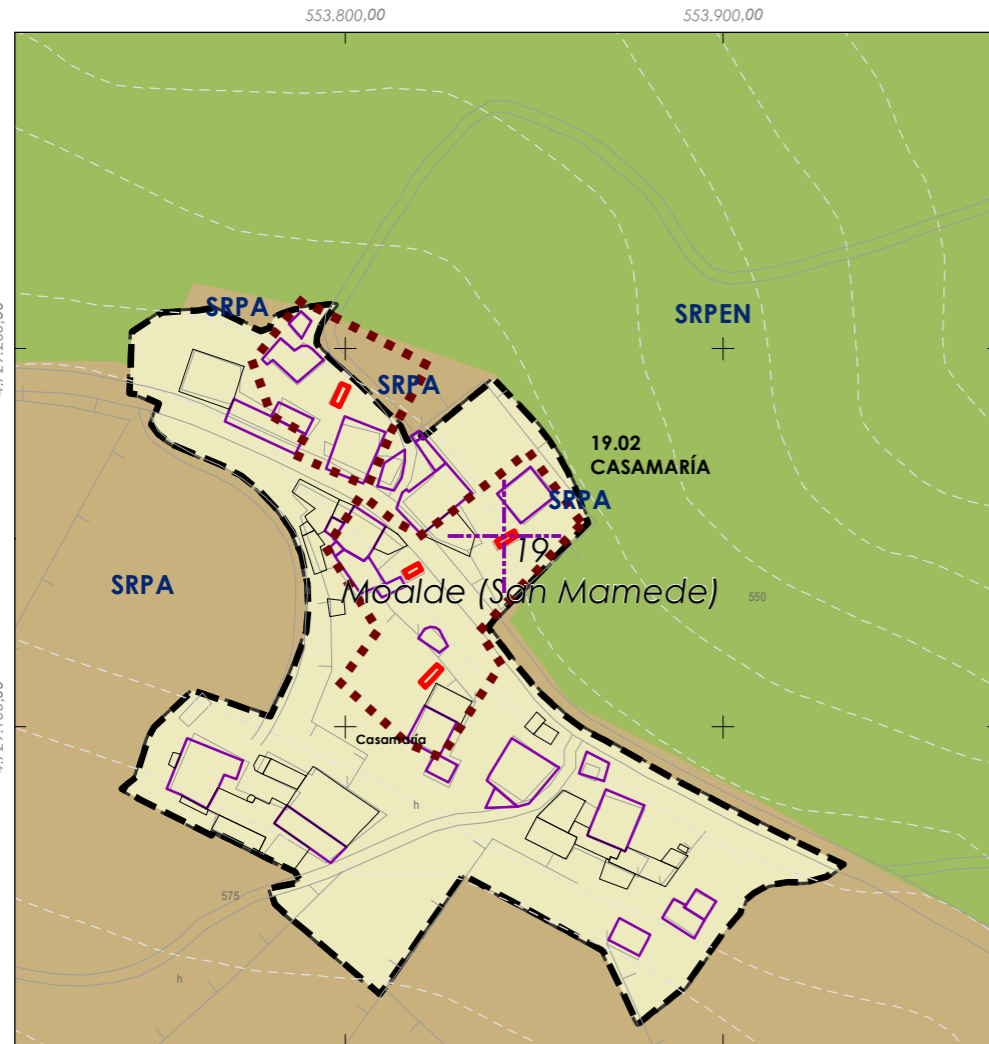 553.800,00
553.900,00
SRPA
SRPEN
SRPA
19.02
CASAMARÍA
SRPA
19
SRPA
Moalde (San Mamede)
550
Casamaría
h
575
h